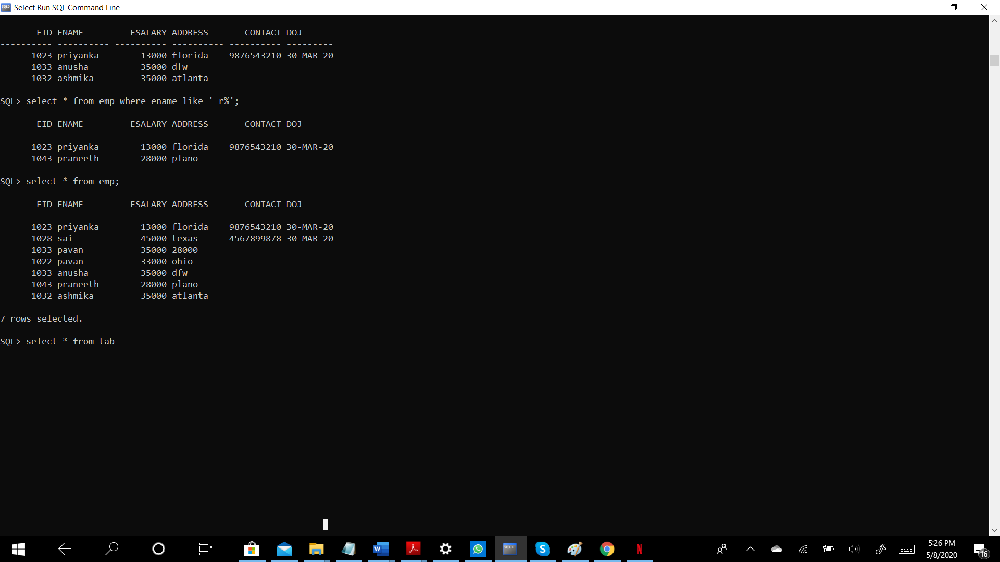 Select Run SQL Command Line
EID ENAME ESALARY ADDRESS CONTACT DOJ
---------- ---------- ---------- ---------- ---------- ---------
1023 priyanka 13000 florida 9876543210 30-MAR-20
1033 anusha 35000 dfw
1032 ashmika 35000 atlanta
SQL> select * from emp where ename like '_r%';
EID ENAME ESALARY ADDRESS CONTACT DOJ
---------- ---------- ---------- ---------- ---------- ---------
1023 priyanka 13000 florida 9876543210 30-MAR-20
1043 praneeth 28000 plano
SQL> select * from emp;
EID ENAME ESALARY ADDRESS CONTACT DOJ
---------- ---------- ---------- ---------- ---------- ---------
1023 priyanka 13000 florida 9876543210 30-MAR-20
1028 sai 45000 texas 4567899878 30-MAR-20
1033 pavan 35000 28000
1022 pavan 33000 ohio
1033 anusha 35000 dfw
1043 praneeth 28000 plano
1032 ashmika 35000 atlanta
7 rows selected.
SQL> select * from tab
5:26 PM
5/8/2020
16